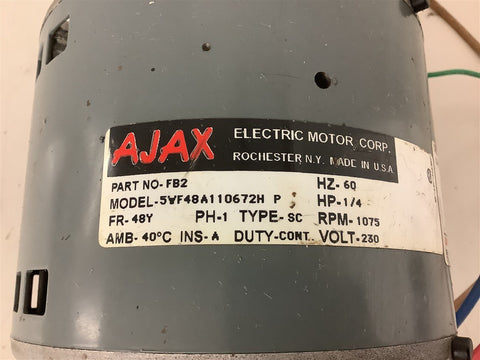 AJAX ELECTRIC MOTOR CORP.
ROCHESTER N.Y. MADE IN U.S.A
PART NO-FB2 HZ-60
MODEL-5YF48A110672H P HP-1/4
FR-48Y PH-1 TYPE-SC RPM-1075
AMB-40°C INS-A DUTY-CONT. VOLT-230